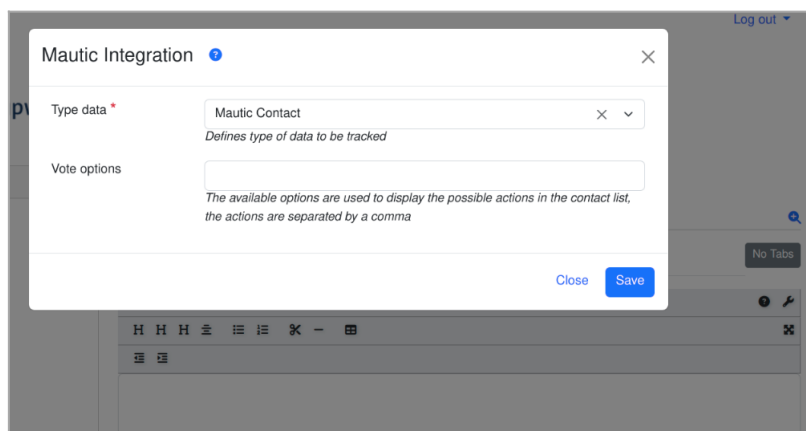 Log out
Mautic Integration
Type data *
Mautic Contact
Defines type of data to be tracked
Vote options
The available options are used to display the possible actions in the contact list,
the actions are separated by a comma
No Tabs
Close Save
H H H